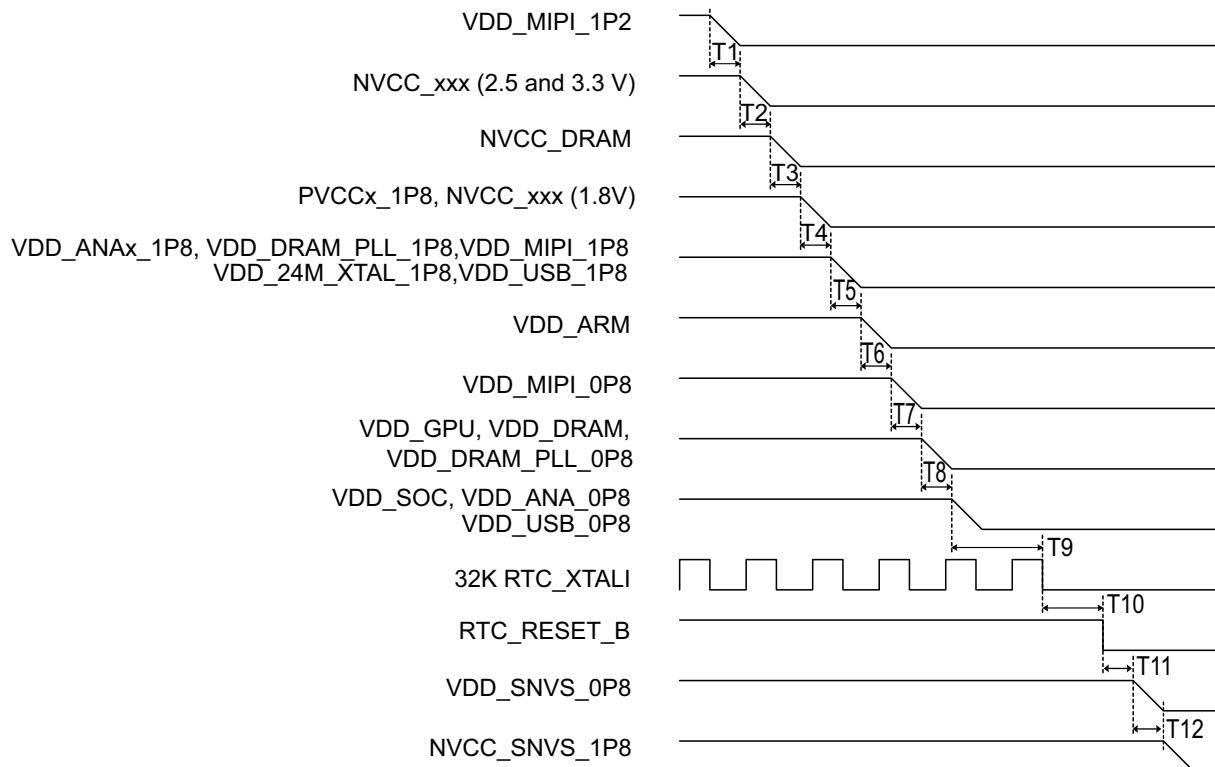 VDD_MIPI_1P2
T1
NVCC_xxx (2.5 and 3.3 V)
T2
NVCC_DRAM
T3
PVCCx_1P8, NVCC_xxx (1.8V)
T4
VDD_ANAx_1P8, VDD_DRAM_PLL_1P8,VDD_MIPI_1P8
VDD_24M_XTAL_1P8,VDD_USB_1P8
T5
VDD_ARM
T6
VDD_MIPI_0P8
T7
VDD_GPU, VDD_DRAM,
VDD_DRAM_PLL_0P8
T8
VDD_SOC, VDD_ANA_0P8
VDD_USB_0P8
T9
32K RTC_XTALI
T10
RTC_RESET_B
T11
VDD_SNVS_0P8
T12
NVCC_SNVS_1P8